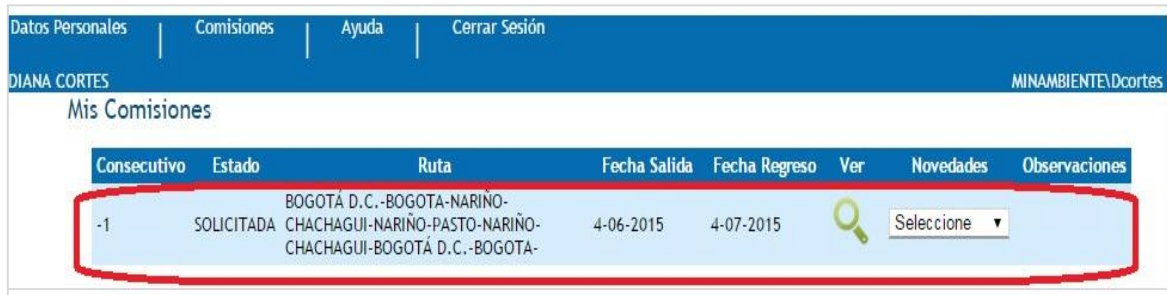 Datos Personales Comisiones Ayuda Cerrar Sesión
DIANA CORTES MINAMBIENTE\Dcortes
Mis Comisiones
Consecutivo Estado Ruta Fecha Salida Fecha Regreso Ver Novedades Observaciones
BOGOTÁ D.C.-BOGOTA-NARIÑO-
-1 SOLICITADA CHACHAGUI-NARIÑO-PASTO-NARIÑO- 4-06-2015 4-07-2015 Seleccione
CHACHAGUI-BOGOTÁ D.C.-BOGOTA-